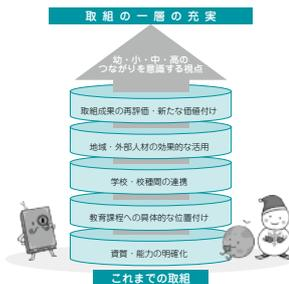 取組の一層の充実
幼・小・中・高の
つながりを意識する視点
取組成果の再評価・新たな価値付け
地域・外部人材の効果的な活用
学校・校種間の連携
教育課程への具体的な位置付け
資質・能力の明確化
これまでの取組